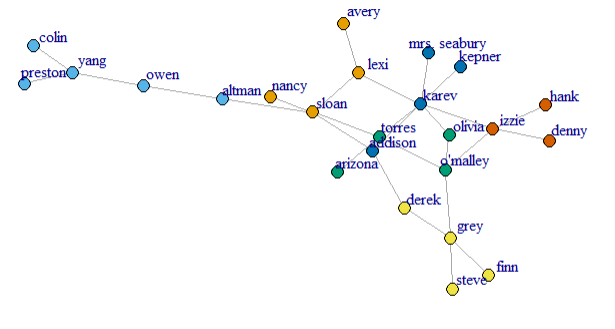 avery
colin
mrs. seabury
kepner
lexi
yang
preston
owen
altman
nancy
hank
sloan
karev
izzie
torres
olivia
denny
addison
arizona
o'malley
derek
grey
finn
steve